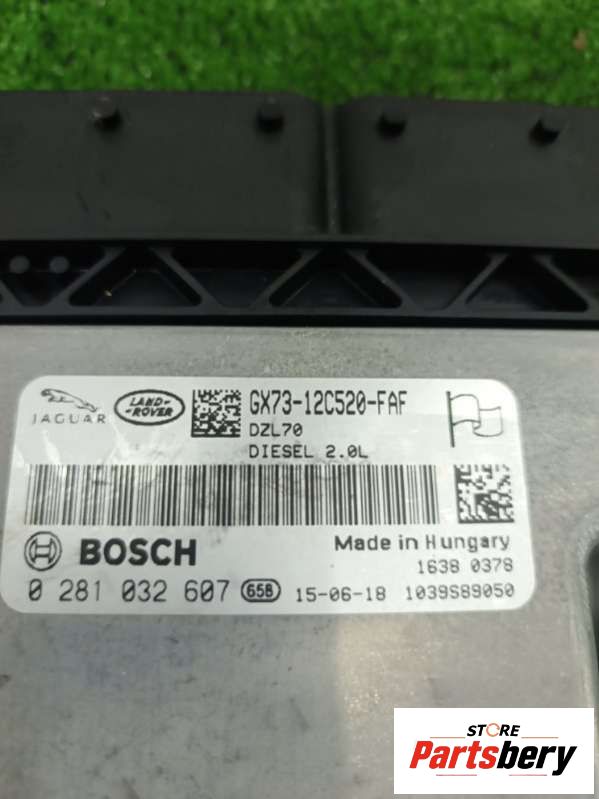 JAGUAR
LAND-
-ROVER
GX73-12C520-FAF
DZL70
DIESEL 2.0L
BOSCH
Made in Hungary
1638 0378
0 281 032 607 65B 15-06-18 1039S89050
STORE
Partsbery